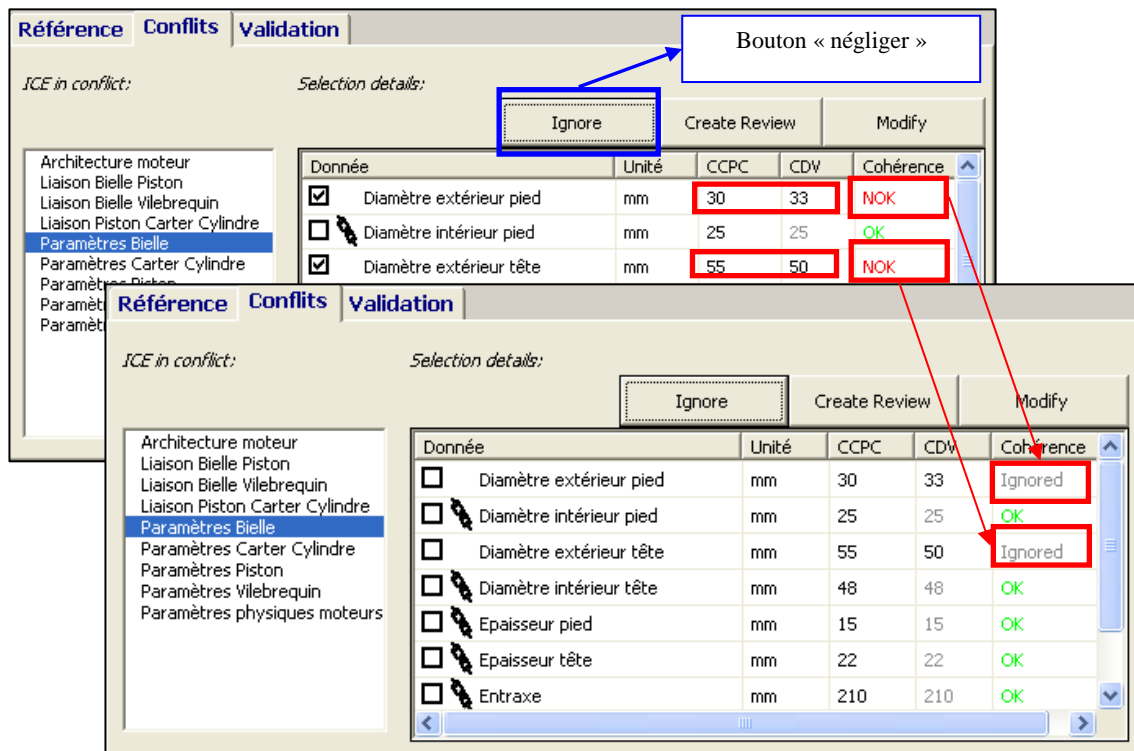 Référence Conflits Validation
Bouton « négliger »
ICE in conflict: Selection details:
Ignore Create Review Modify
Architecture moteur
Liaison Bielle Piston
Liaison Bielle Vilebrequin
Liaison Piston Carter Cylindre
Paramètres Bielle
Paramètres Carter Cylindre
Paramètres Piston
Donnée Unité CCPC CDV Cohérence
Diamètre extérieur pied mm 30 33 NOK
Diamètre intérieur pied mm 25 25 OK
Diamètre extérieur tête mm 55 50 NOK
Référence Conflits Validation
ICE in conflict: Selection details:
Ignore Create Review Modify
Architecture moteur
Liaison Bielle Piston
Liaison Bielle Vilebrequin
Liaison Piston Carter Cylindre
Paramètres Bielle
Paramètres Carter Cylindre
Paramètres Piston
Paramètres Vilebrequin
Paramètres physiques moteurs
Donnée Unité CCPC CDV Cohérence
Diamètre extérieur pied mm 30 33 Ignored
Diamètre intérieur pied mm 25 25 OK
Diamètre extérieur tête mm 55 50 Ignored
Diamètre intérieur tête mm 48 48 OK
Epaisseur pied mm 15 15 OK
Epaisseur tête mm 22 22 OK
Entraxe mm 210 210 OK